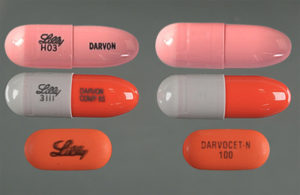 Lilly
H03
DARVON
Lilly
3111
DARVON
COMP-65
Lilly
DARVOCET-N
100